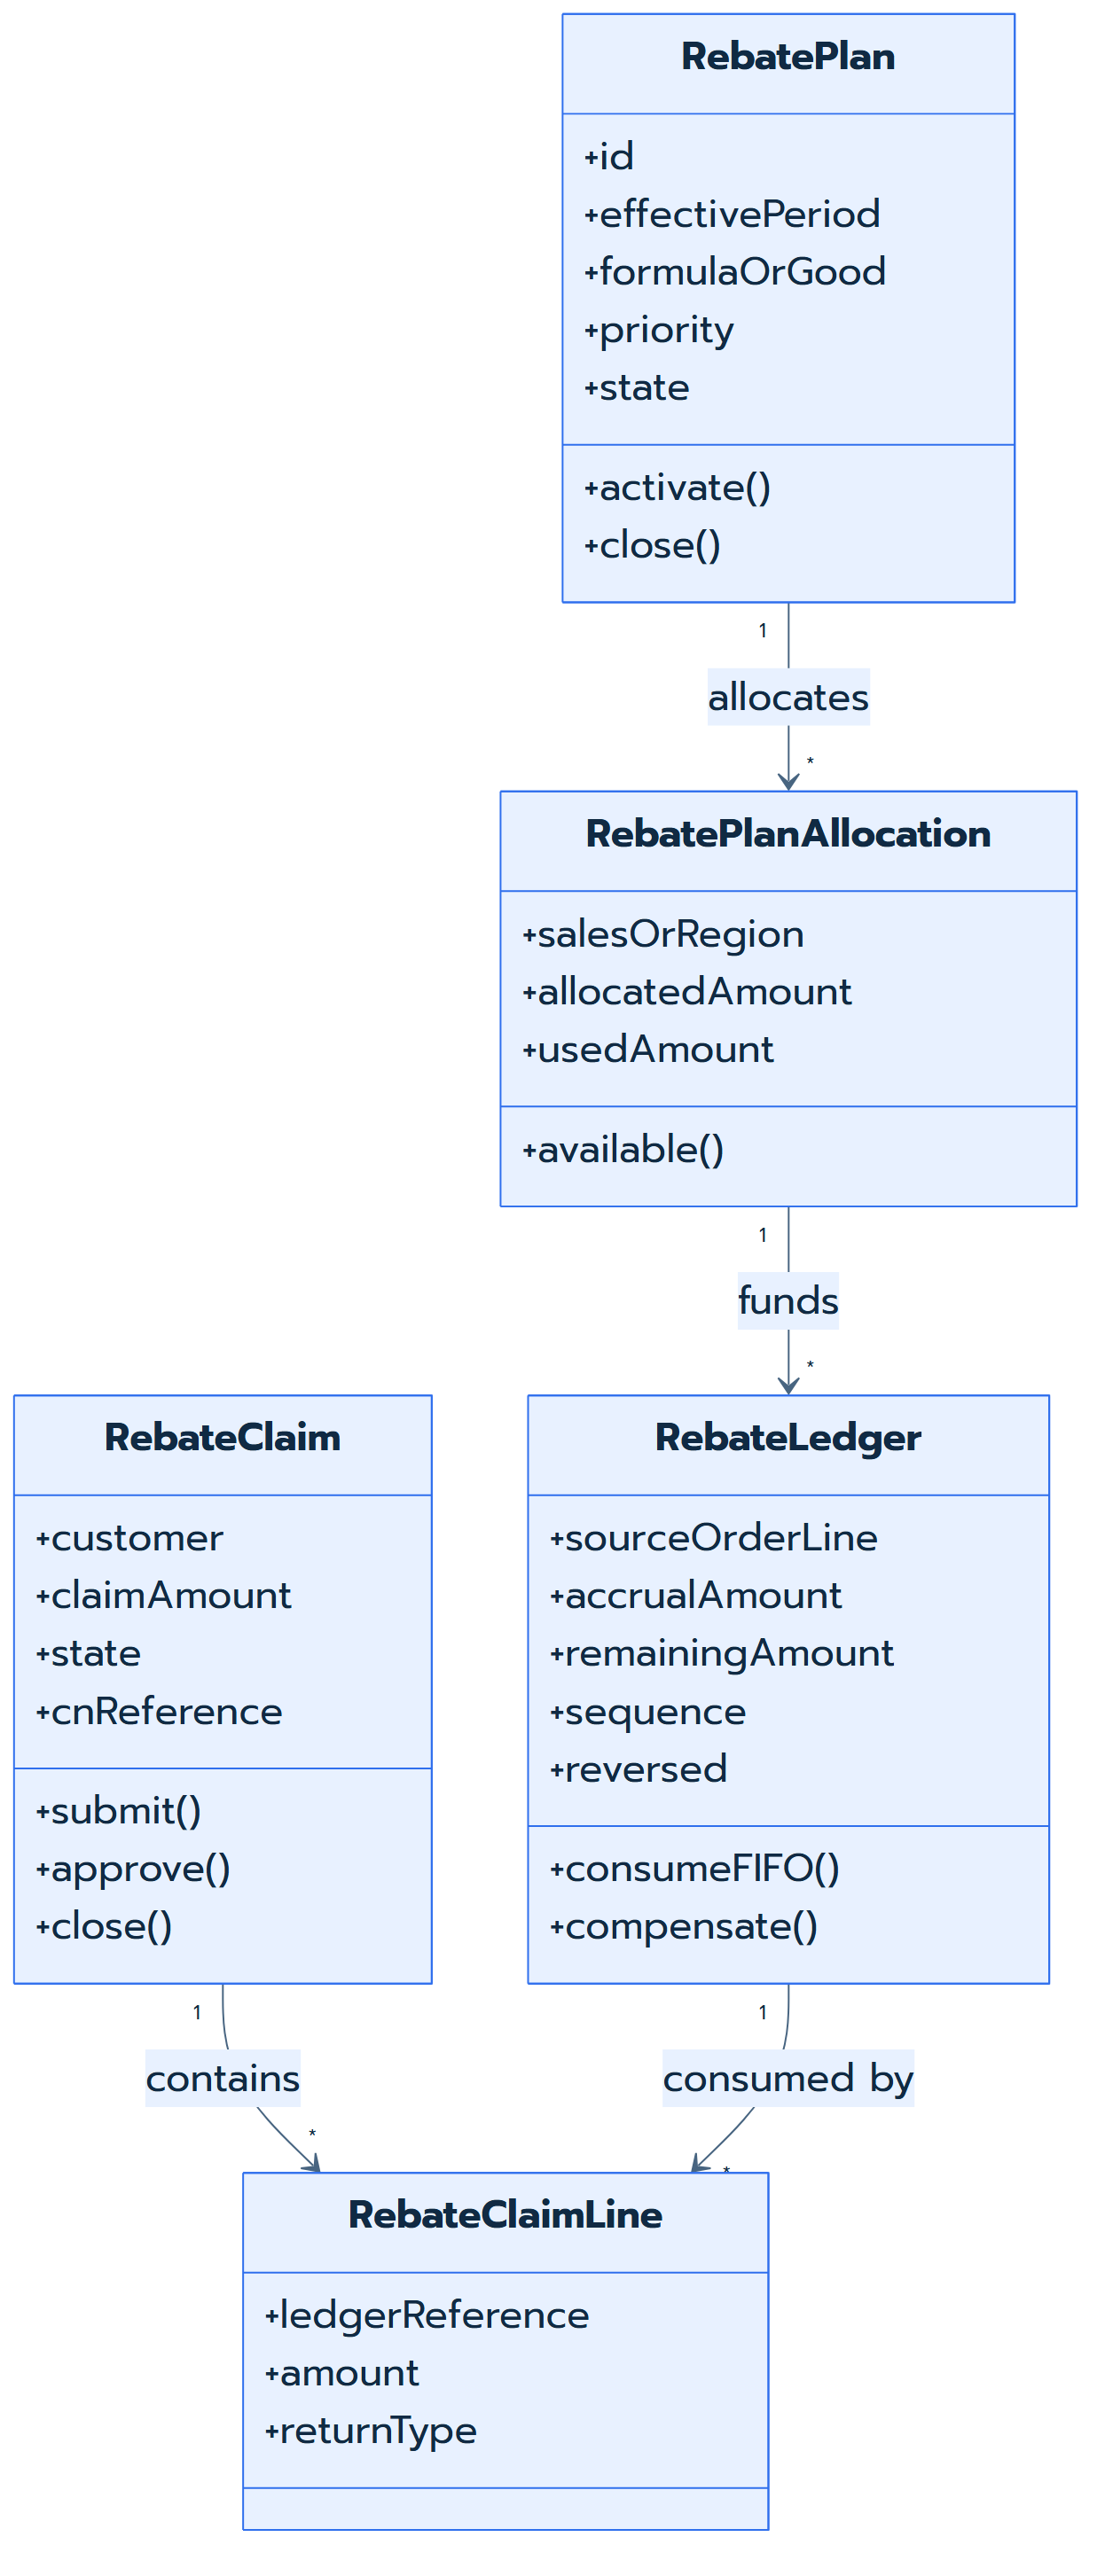 RebatePlan
+id
+effectivePeriod
+formulaOrGood
+priority
+state
+activate()
+close()
1
allocates
*
RebatePlanAllocation
+salesOrRegion
+allocatedAmount
+usedAmount
+available()
1
funds
*
RebateClaim
+customer
+claimAmount
+state
+cnReference
+submit()
+approve()
+close()
RebateLedger
+sourceOrderLine
+accrualAmount
+remainingAmount
+sequence
+reversed
+consumeFIFO()
+compensate()
1
contains
*
1
consumed by
*
RebateClaimLine
+ledgerReference
+amount
+returnType